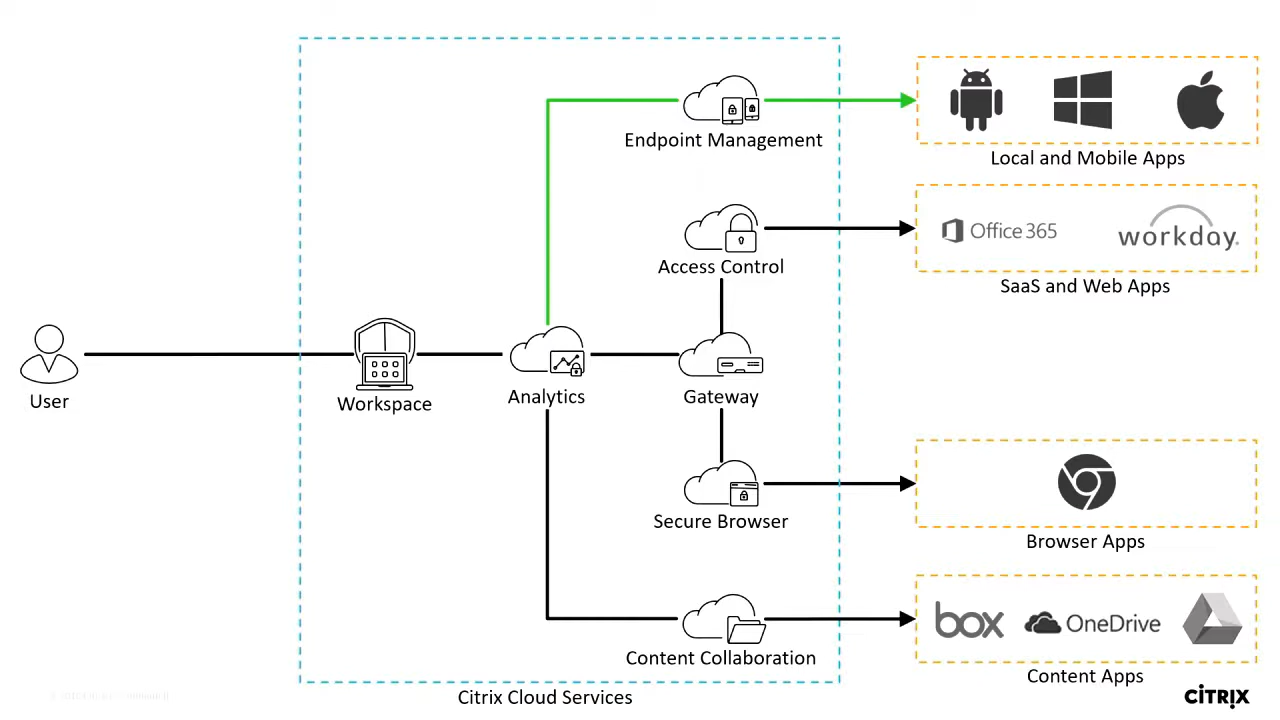 Endpoint Management
Local and Mobile Apps
Office 365
workday.
Access Control
SaaS and Web Apps
User
Workspace
Analytics
Gateway
Secure Browser
Browser Apps
box
OneDrive
Content Collaboration
Content Apps
Citrix Cloud Services
CiTRIX